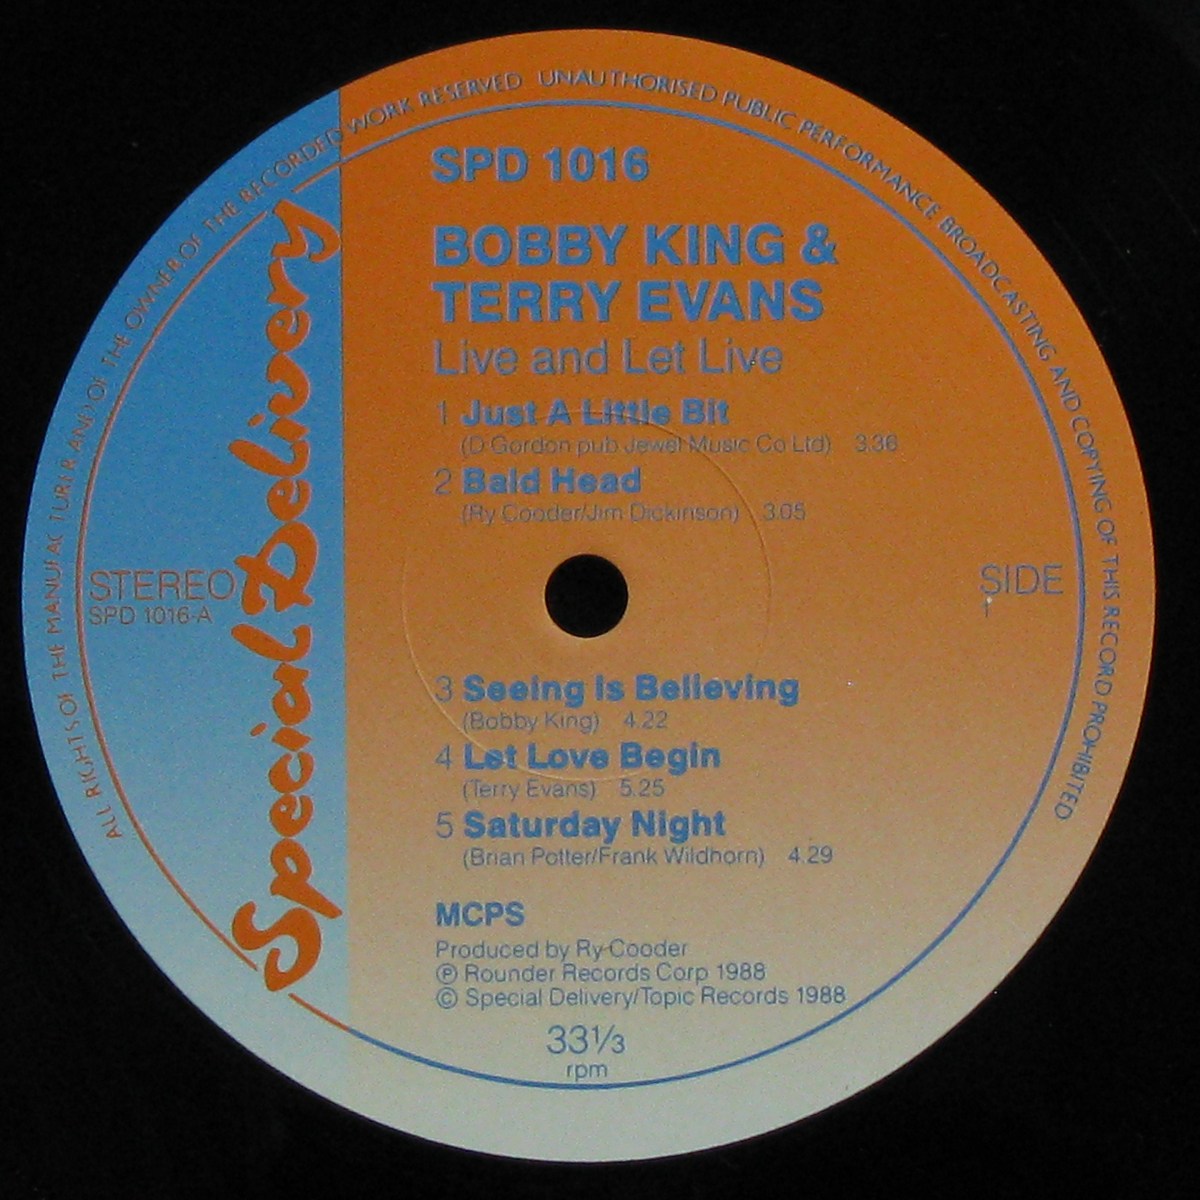 ALL RIGHTS OF THE MANUFACTURER AND OF THE OWNER OF THE RECORDED WORK RESERVED UNAUTHORISED PUBLIC PERFORMANCE BROADCASTING AND COPYING OF THIS RECORD PROHIBITED
Special Delivery
SPD 1016
BOBBY KING &
TERRY EVANS
Live and Let Live
1 Just A Little Bit
(D Gordon pub Jewel Music Co Ltd) 3.36
2 Bald Head
(Ry Cooder/Jim Dickinson) 3.05
STEREO
SPD 1016-A
SIDE
1
3 Seeing Is Believing
(Bobby King) 4.22
4 Let Love Begin
(Terry Evans) 5.25
5 Saturday Night
(Brian Potter/Frank Wildhorn) 4.29
MCPS
Produced by Ry Cooder
℗ Rounder Records Corp 1988
© Special Delivery/Topic Records 1988
33⅓
rpm